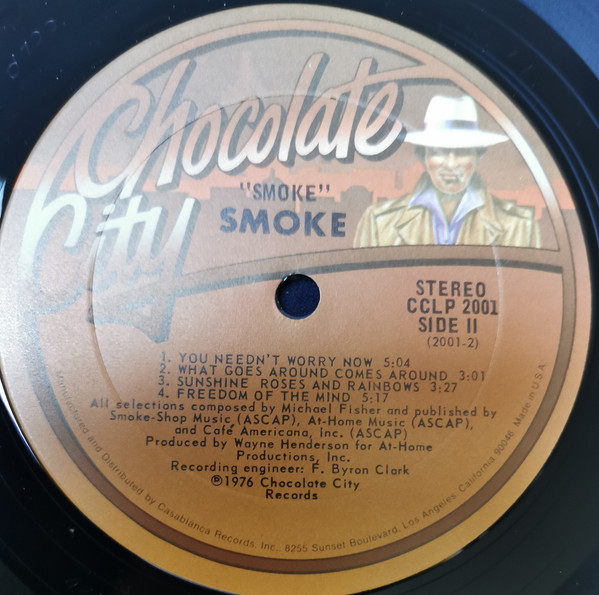 Chocolate
City
"SMOKE"
SMOKE
STEREO
CCLP 2001
SIDE II
(2001-2)
1. YOU NEEDN'T WORRY NOW 5:04
2. WHAT GOES AROUND COMES AROUND 3:01
3. SUNSHINE ROSES AND RAINBOWS 3:27
4. FREEDOM OF THE MIND 5:17
All selections composed by Michael Fisher and published by
Smoke-Shop Music (ASCAP), At-Home Music (ASCAP),
and Café Americana, Inc. (ASCAP)
Produced by Wayne Henderson for At-Home
Productions, Inc.
Recording engineer: F. Byron Clark
℗1976 Chocolate City
Records
Manufactured and Distributed by Casablanca Records, Inc., 8255 Sunset Boulevard, Los Angeles, California 90046, Made in U.S.A.